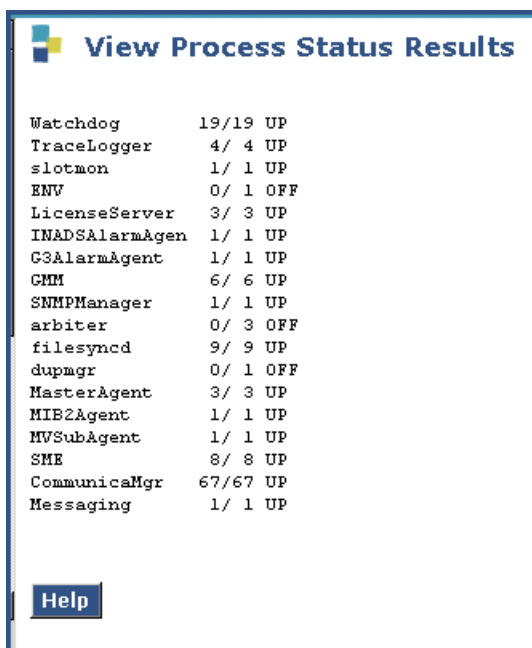 View Process Status Results
Watchdog 19/19 UP
TraceLogger 4/ 4 UP
slotmon 1/ 1 UP
ENV 0/ 1 OFF
LicenseServer 3/ 3 UP
INADSAlarmAgen 1/ 1 UP
G3AlarmAgent 1/ 1 UP
GMM 6/ 6 UP
SNMPManager 1/ 1 UP
arbiter 0/ 3 OFF
filesyncd 9/ 9 UP
dupmgr 0/ 1 OFF
MasterAgent 3/ 3 UP
MIB2Agent 1/ 1 UP
MVSubAgent 1/ 1 UP
SME 8/ 8 UP
CommunicaMgr 67/67 UP
Messaging 1/ 1 UP
Help